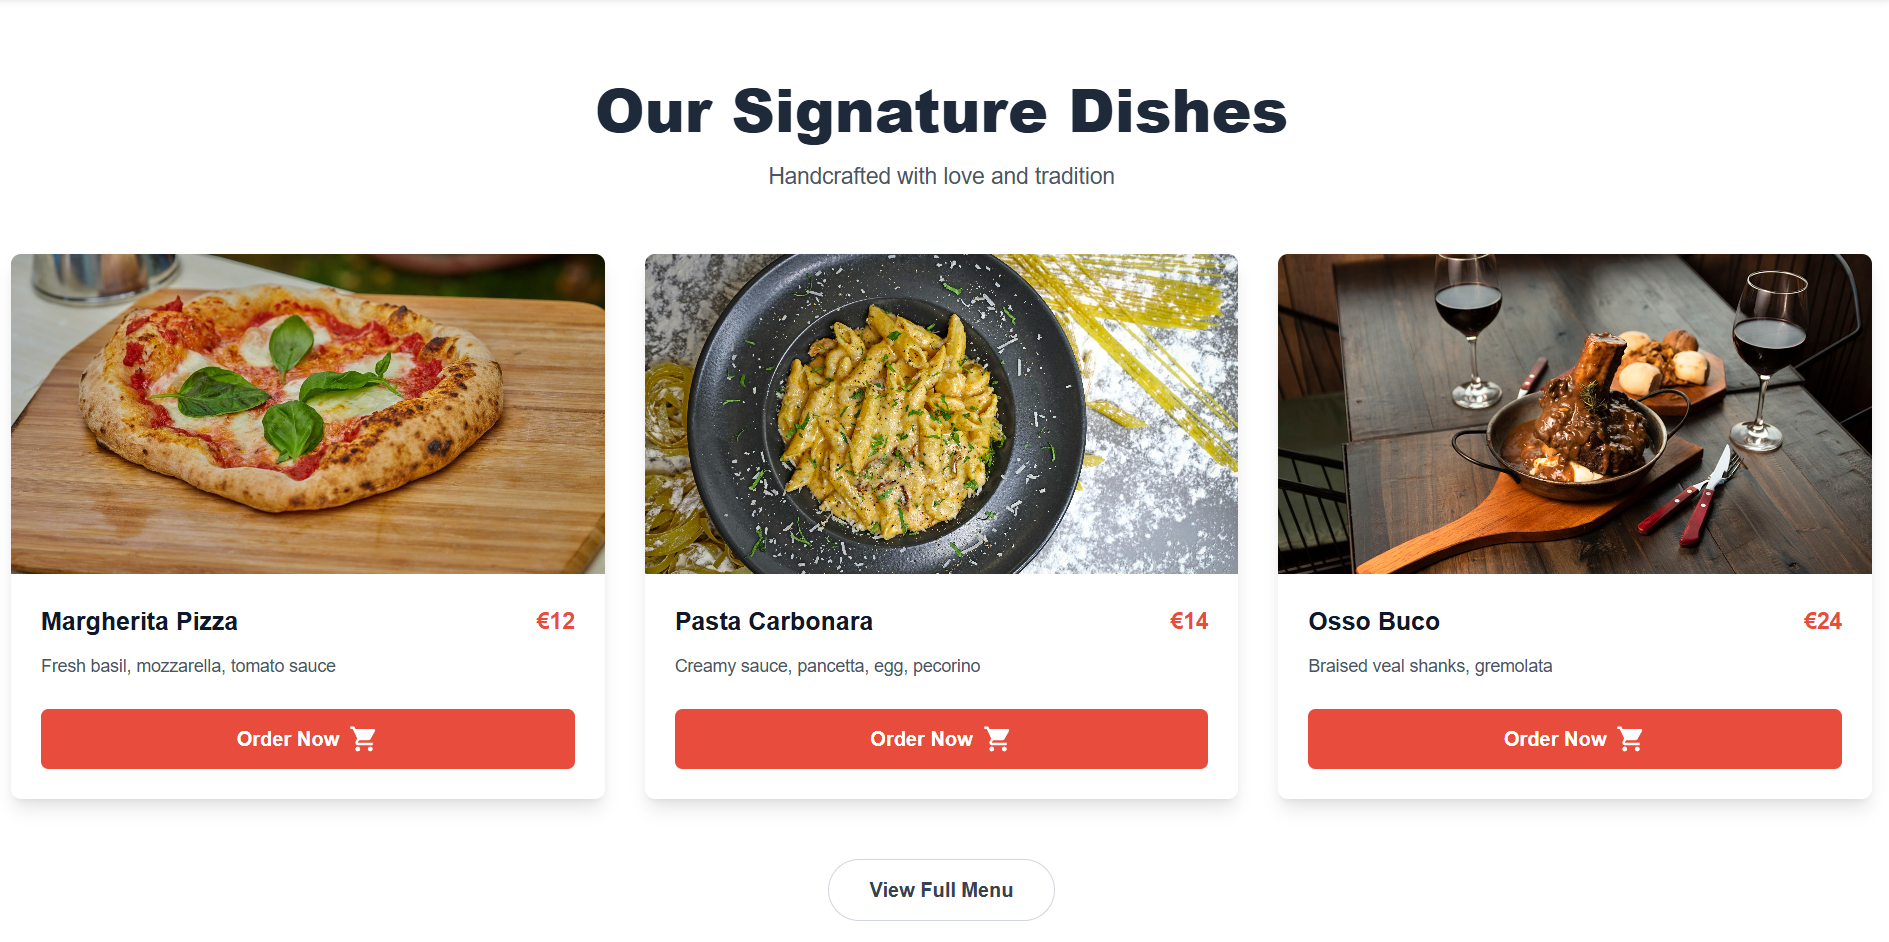 Our Signature Dishes
Handcrafted with love and tradition
Margherita Pizza €12
Fresh basil, mozzarella, tomato sauce
Order Now
Pasta Carbonara €14
Creamy sauce, pancetta, egg, pecorino
Order Now
Osso Buco €24
Braised veal shanks, gremolata
Order Now
View Full Menu